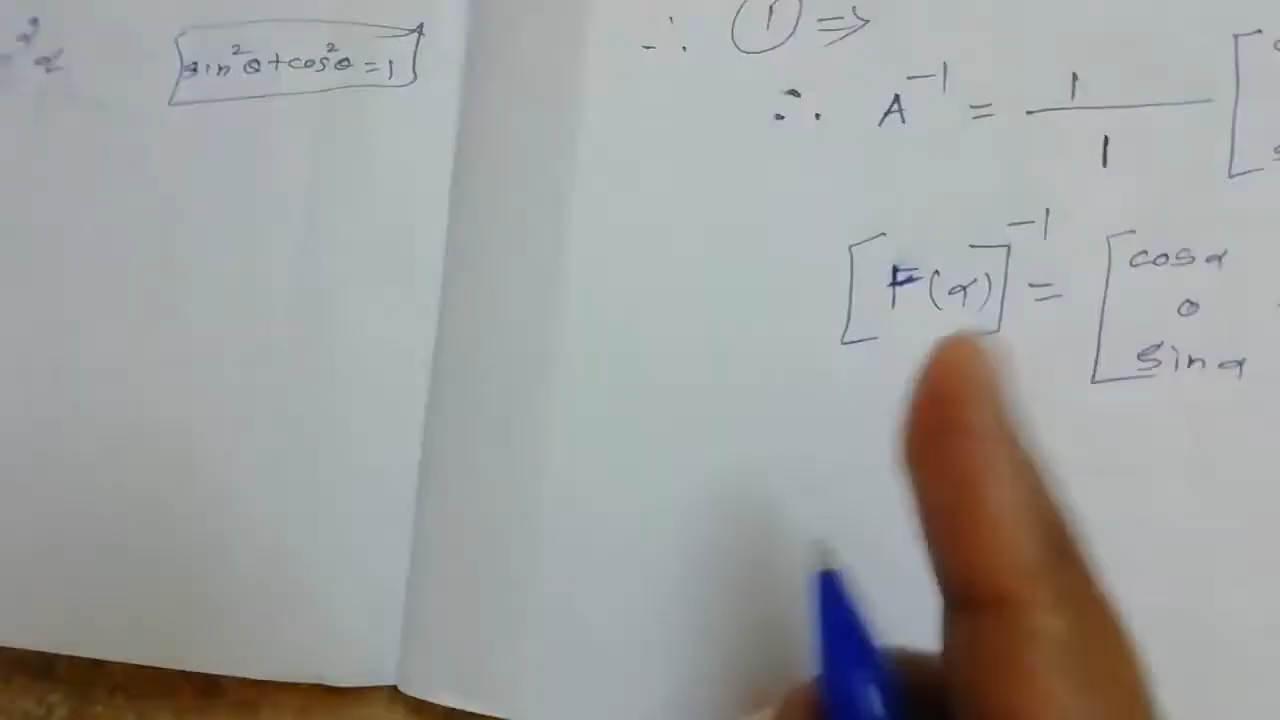 sin²θ + cos²θ = 1
∴ ① ⇒
∴ A⁻¹ = 1/1 [
[F(α)]⁻¹ = [ cosα
0
sinα